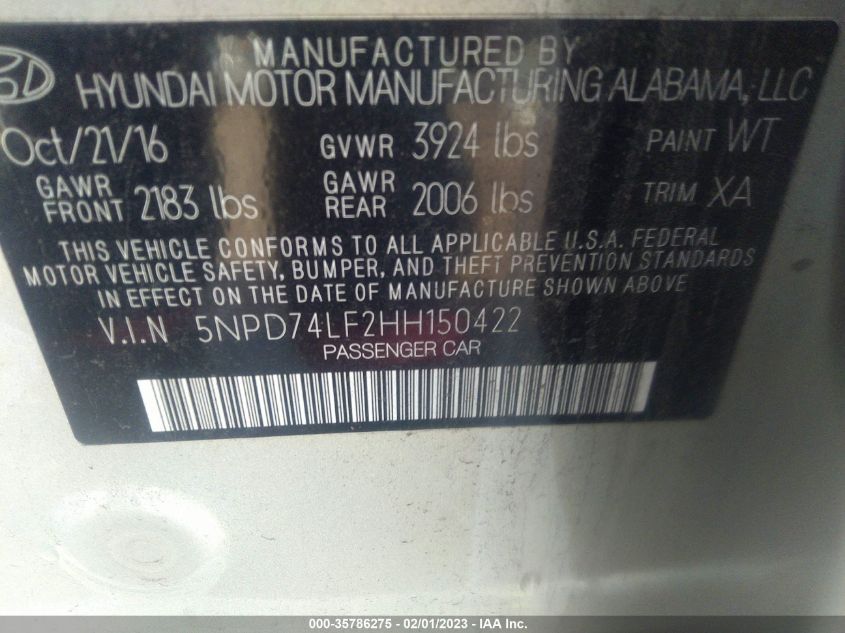 MANUFACTURED BY
HYUNDAI MOTOR MANUFACTURING ALABAMA, LLC
Oct/21/16 GVWR 3924 lbs PAINT WT
GAWR FRONT 2183 lbs GAWR REAR 2006 lbs TRIM XA
THIS VEHICLE CONFORMS TO ALL APPLICABLE U.S.A. FEDERAL
MOTOR VEHICLE SAFETY, BUMPER, AND THEFT PREVENTION STANDARDS
IN EFFECT ON THE DATE OF MANUFACTURE SHOWN ABOVE.
V.I.N 5NPD74LF2HH150422
PASSENGER CAR
000-35786275 - 02/01/2023 - IAA Inc.